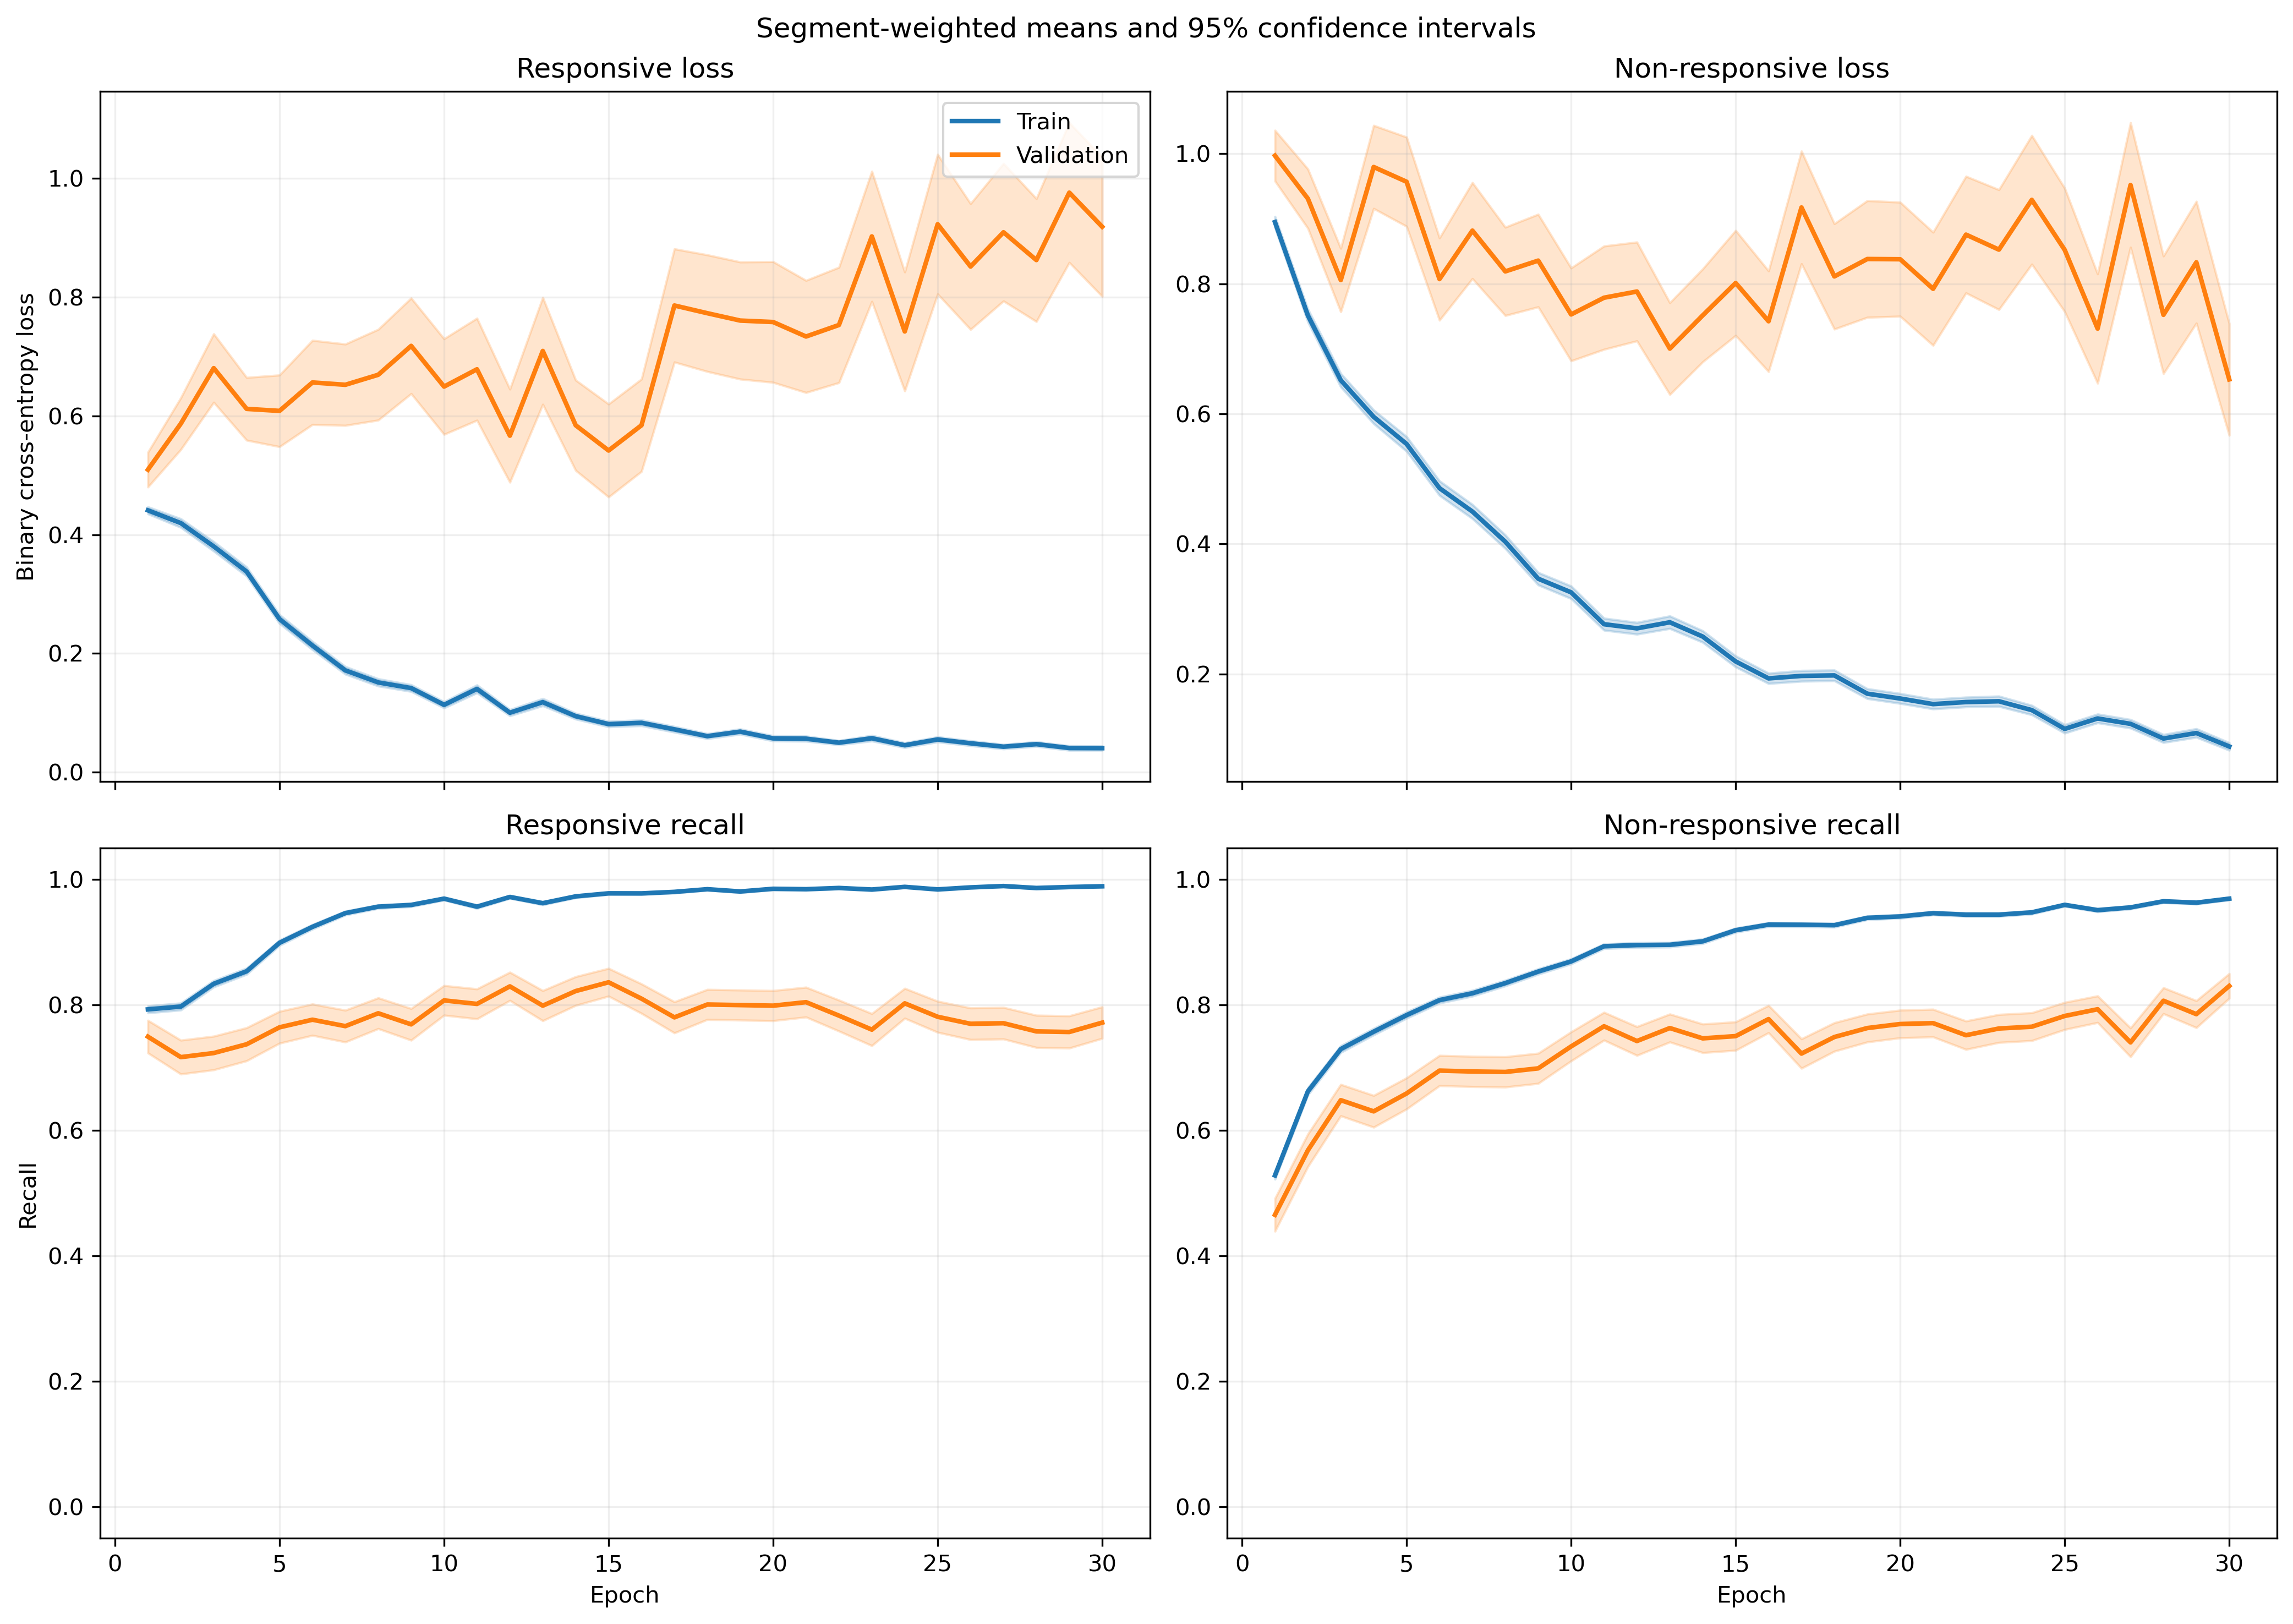 Segment-weighted means and 95% confidence intervals
Responsive loss
Train
Validation
Binary cross-entropy loss
1.0
0.8
0.6
0.4
0.2
0.0
Non-responsive loss
1.0
0.8
0.6
0.4
0.2
Responsive recall
Recall
1.0
0.8
0.6
0.4
0.2
0.0
0 5 10 15 20 25 30
Epoch
Non-responsive recall
1.0
0.8
0.6
0.4
0.2
0.0
0 5 10 15 20 25 30
Epoch